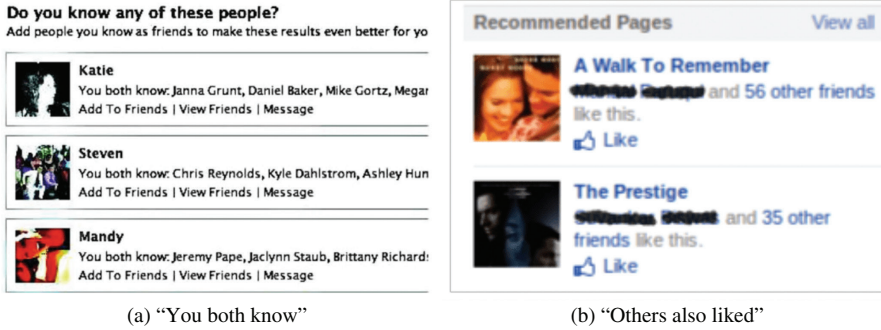 Do you know any of these people?
Add people you know as friends to make these results even better for yo
Katie
You both know: Janna Grunt, Daniel Baker, Mike Gortz, Megar
Add To Friends | View Friends | Message
Steven
You both know: Chris Reynolds, Kyle Dahlstrom, Ashley Hun
Add To Friends | View Friends | Message
Mandy
You both know: Jeremy Pape, Jaclynn Staub, Brittany Richard
Add To Friends | View Friends | Message
(a) “You both know”
Recommended Pages View all
A Walk To Remember
and 56 other friends
like this.
Like
The Prestige
and 35 other
friends like this.
Like
(b) “Others also liked”